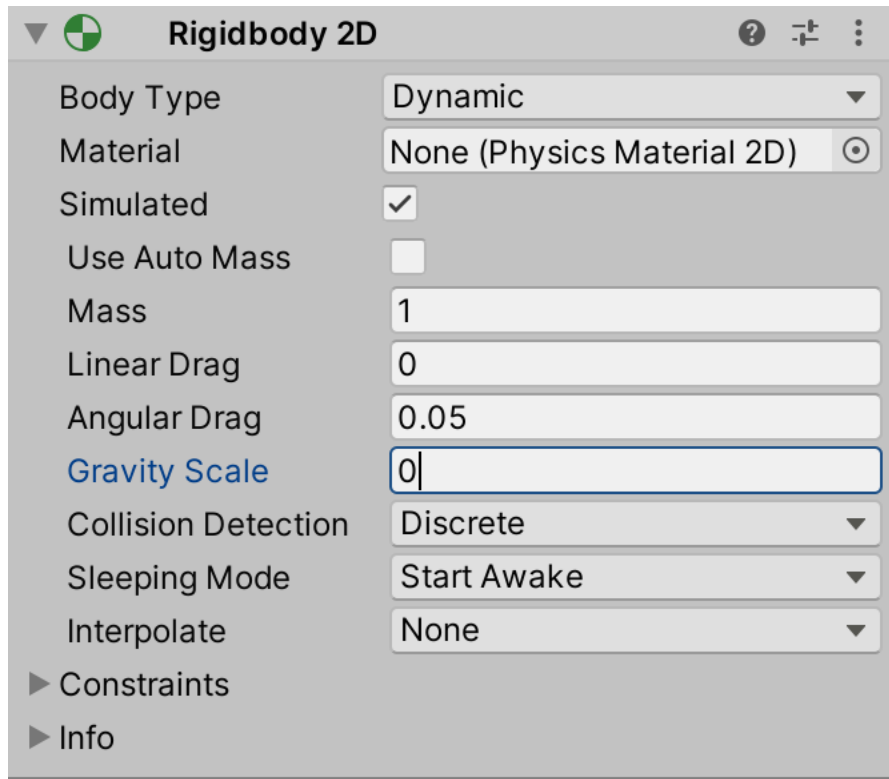 Rigidbody 2D
Body Type Dynamic
Material None (Physics Material 2D)
Simulated
Use Auto Mass
Mass 1
Linear Drag 0
Angular Drag 0.05
Gravity Scale 0
Collision Detection Discrete
Sleeping Mode Start Awake
Interpolate None
Constraints
Info